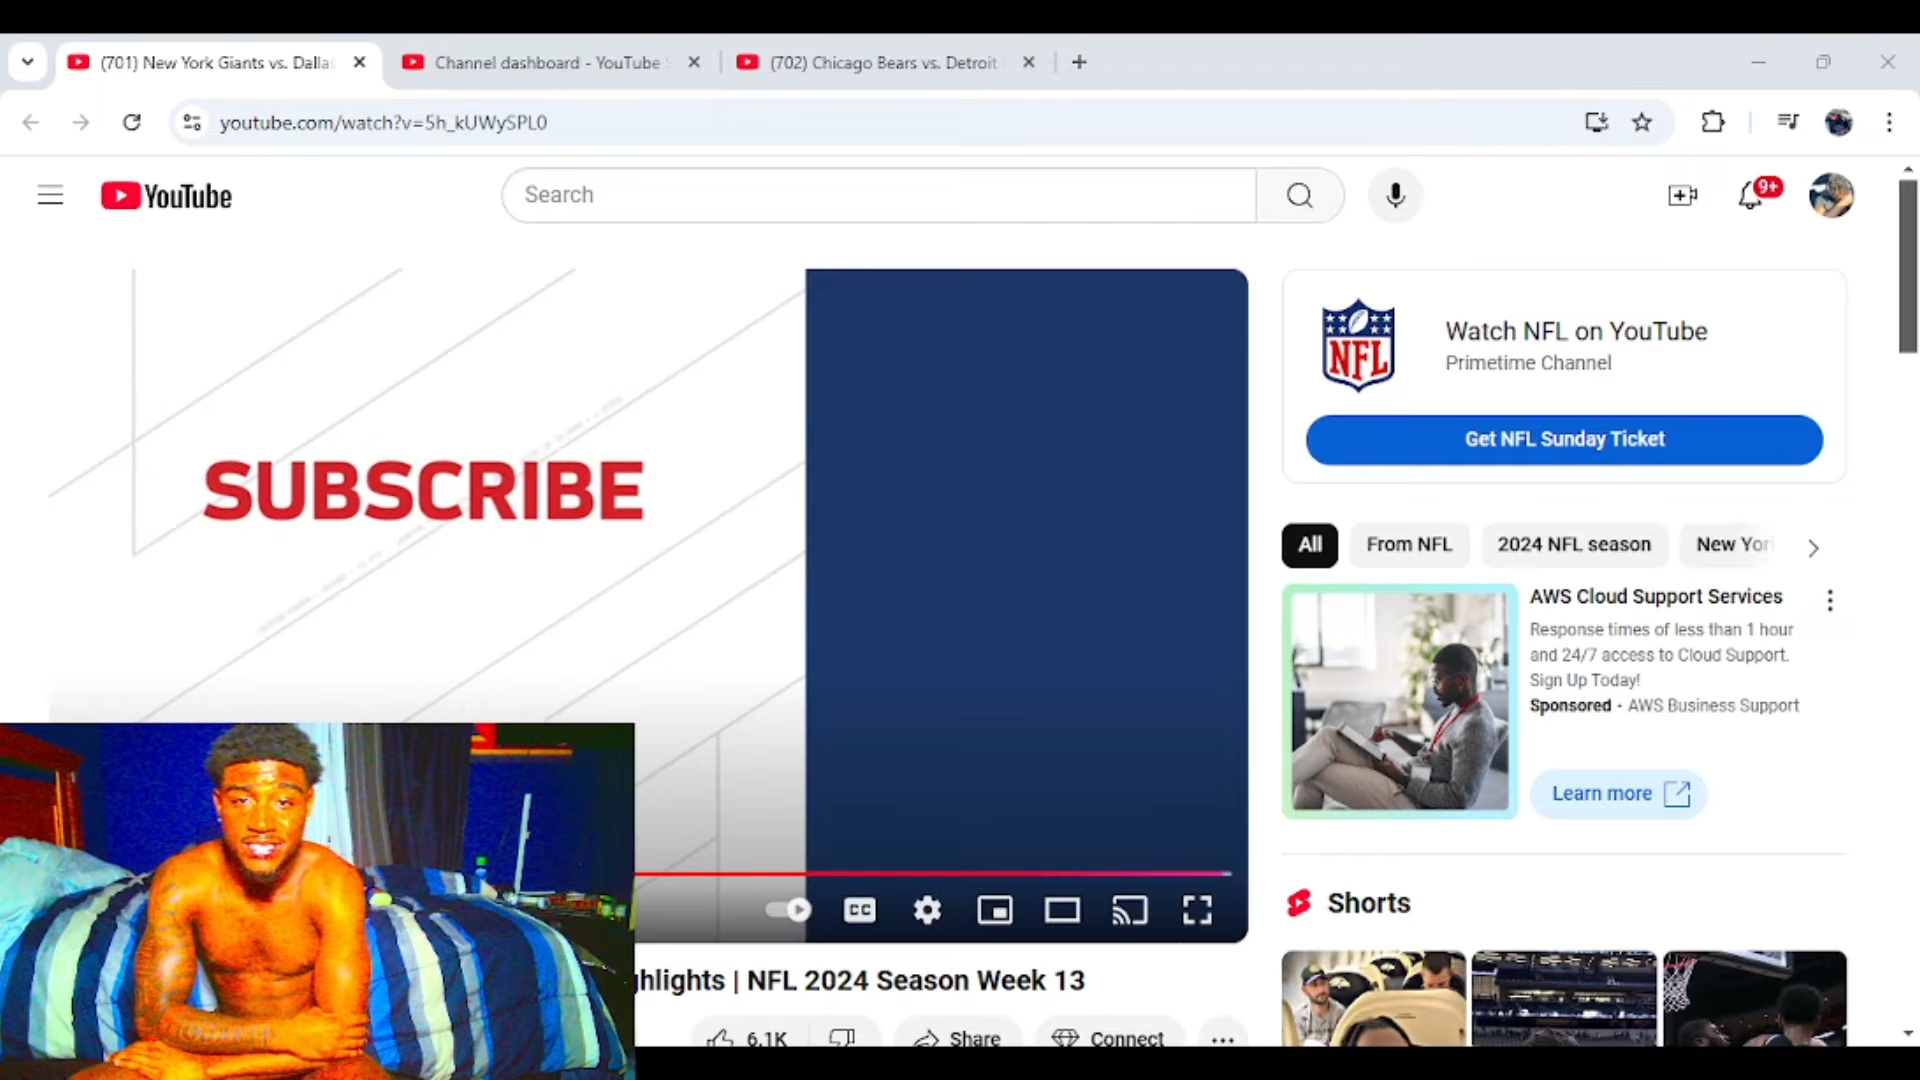 (701) New York Giants vs. Dallas
Channel dashboard - YouTube S
(702) Chicago Bears vs. Detroit L
youtube.com/watch?v=5h_kUWySPL0
YouTube
Search
9+
SUBSCRIBE
NFL
Watch NFL on YouTube
Primetime Channel
Get NFL Sunday Ticket
All
From NFL
2024 NFL season
New Yor
AWS Cloud Support Services
Response times of less than 1 hour
and 24/7 access to Cloud Support.
Sign Up Today!
Sponsored · AWS Business Support
Learn more
CC
Shorts
ghlights | NFL 2024 Season Week 13
6.1K
Share
Connect